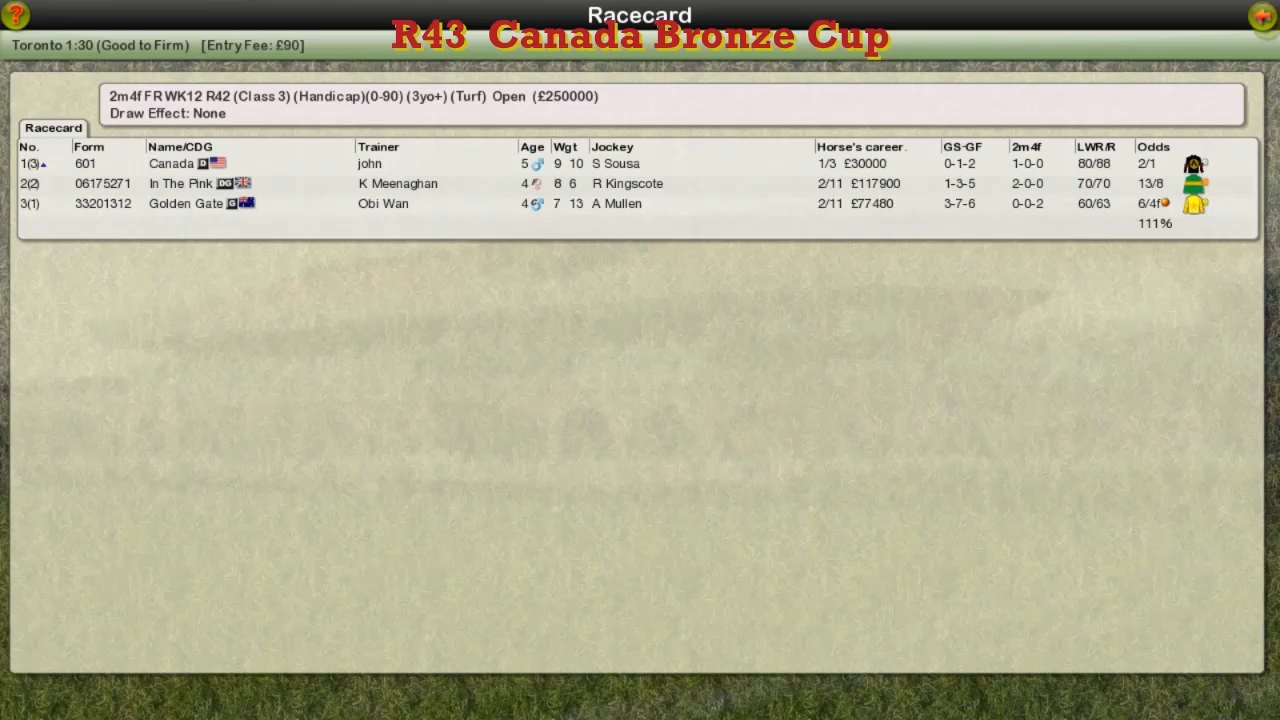 Racecard
R43 Canada Bronze Cup
Toronto 1:30 (Good to Firm) [Entry Fee: £90]
2m4f FR WK12 R42 (Class 3) (Handicap)(0-90) (3yo+) (Turf) Open (£250000)
Draw Effect: None
Racecard
No. Form Name/CDG Trainer Age Wgt Jockey Horse's career. GS-GF 2m4f LWR/R Odds
1(3) 601 Canada D john 5 9 10 S Sousa 1/3 £30000 0-1-2 1-0-0 80/88 2/1
2(2) 06175271 In The Pink DG K Meenaghan 4 8 6 R Kingscote 2/11 £117900 1-3-5 2-0-0 70/70 13/8
3(1) 33201312 Golden Gate G Obi Wan 4 7 13 A Mullen 2/11 £77480 3-7-6 0-0-2 60/63 6/4f
111%